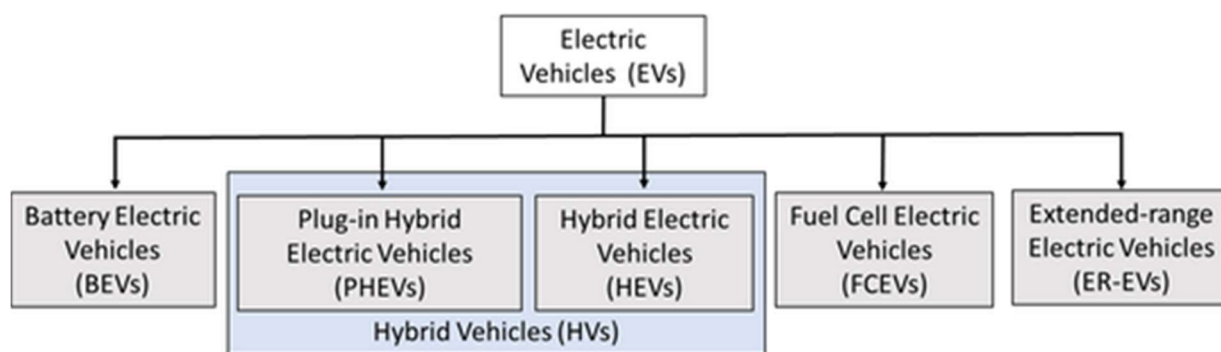 Electric
Vehicles (EVs)
Battery Electric
Vehicles
(BEVs)
Plug-in Hybrid
Electric Vehicles
(PHEVs)
Hybrid Electric
Vehicles
(HEVs)
Hybrid Vehicles (HVs)
Fuel Cell Electric
Vehicles
(FCEVs)
Extended-range
Electric Vehicles
(ER-EVs)